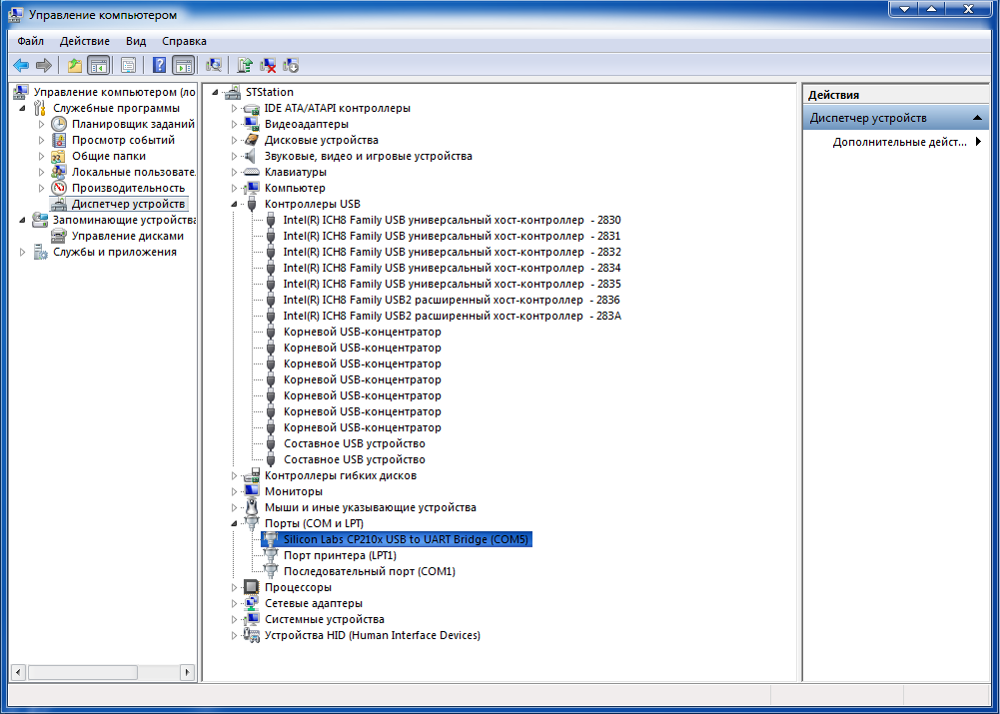 Управление компьютером
Файл Действие Вид Справка
Управление компьютером (ло
Служебные программы
Планировщик заданий
Просмотр событий
Общие папки
Локальные пользовате
Производительность
Диспетчер устройств
Запоминающие устройства
Управление дисками
Службы и приложения
STStation
IDE ATA/ATAPI контроллеры
Видеоадаптеры
Дисковые устройства
Звуковые, видео и игровые устройства
Клавиатуры
Компьютер
Контроллеры USB
Intel(R) ICH8 Family USB универсальный хост-контроллер - 2830
Intel(R) ICH8 Family USB универсальный хост-контроллер - 2831
Intel(R) ICH8 Family USB универсальный хост-контроллер - 2832
Intel(R) ICH8 Family USB универсальный хост-контроллер - 2834
Intel(R) ICH8 Family USB универсальный хост-контроллер - 2835
Intel(R) ICH8 Family USB2 расширенный хост-контроллер - 2836
Intel(R) ICH8 Family USB2 расширенный хост-контроллер - 283A
Корневой USB-концентратор
Корневой USB-концентратор
Корневой USB-концентратор
Корневой USB-концентратор
Корневой USB-концентратор
Корневой USB-концентратор
Корневой USB-концентратор
Составное USB устройство
Составное USB устройство
Контроллеры гибких дисков
Мониторы
Мыши и иные указывающие устройства
Порты (COM и LPT)
Silicon Labs CP210x USB to UART Bridge (COM5)
Порт принтера (LPT1)
Последовательный порт (COM1)
Процессоры
Сетевые адаптеры
Системные устройства
Устройства HID (Human Interface Devices)
Действия
Диспетчер устройств
Дополнительные дейст...